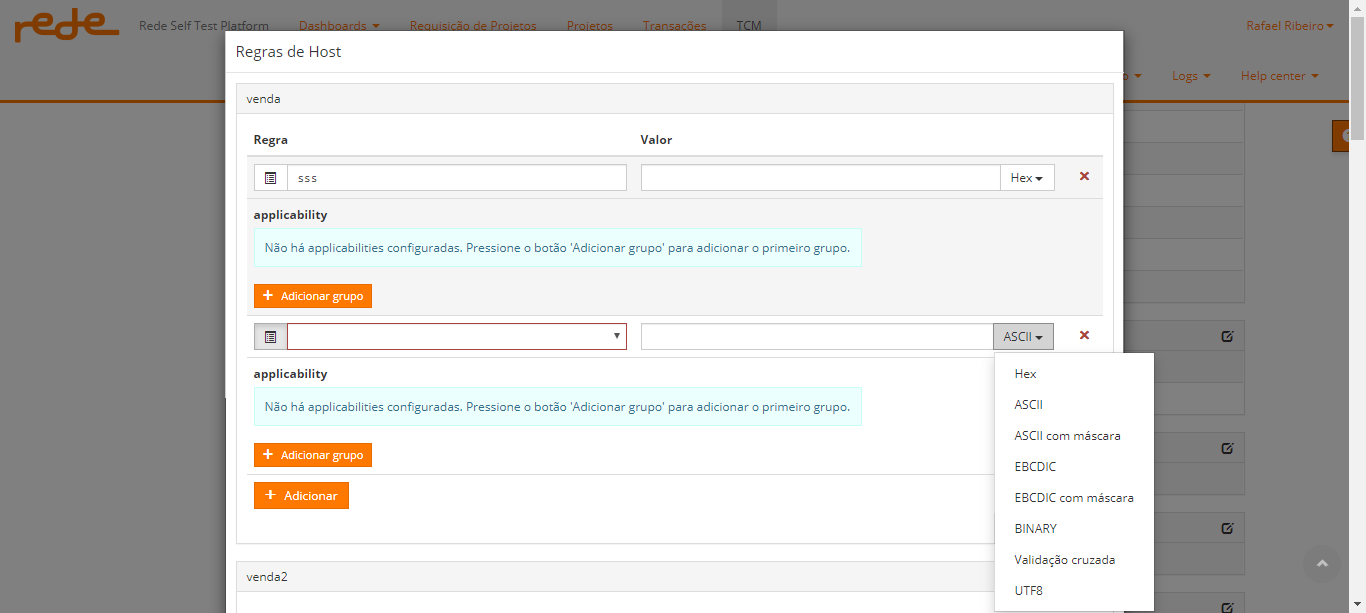 rede
Rede Self Test Platform Dashboards Requisição de Projetos Projetos Transações TCM Rafael Ribeiro
Logs Help center
Regras de Host
venda
Regra Valor
sss Hex
applicability
Não há applicabilities configuradas. Pressione o botão 'Adicionar grupo' para adicionar o primeiro grupo.
+ Adicionar grupo
ASCII
applicability
Não há applicabilities configuradas. Pressione o botão 'Adicionar grupo' para adicionar o primeiro grupo.
+ Adicionar grupo
+ Adicionar
Hex
ASCII
ASCII com máscara
EBCDIC
EBCDIC com máscara
BINARY
Validação cruzada
UTF8
venda2